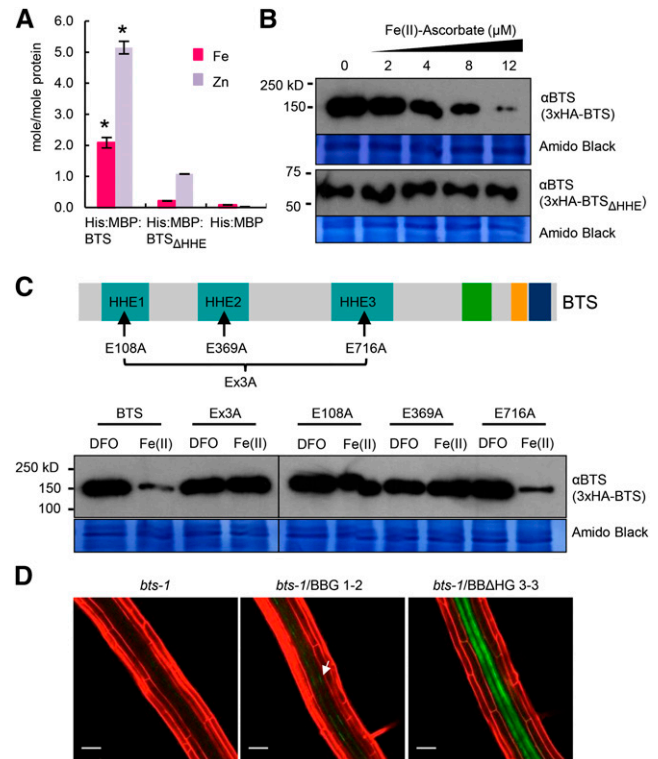 A
mole/mole protein
6.0
5.0
4.0
3.0
2.0
1.0
0.0
*
*
Fe
Zn
His:MBP: His:MBP: His:MBP
BTS BTSΔHHE
B
Fe(II)-Ascorbate (µM)
0 2 4 8 12
250 kD
150
αBTS
(3xHA-BTS)
Amido Black
75
50
αBTS
(3xHA-BTSΔHHE)
Amido Black
C
HHE1 HHE2 HHE3 BTS
E108A E369A E716A
Ex3A
BTS Ex3A E108A E369A E716A
DFO Fe(II) DFO Fe(II) DFO Fe(II) DFO Fe(II) DFO Fe(II)
250 kD
150
100
αBTS
(3xHA-BTS)
Amido Black
D
bts-1 bts-1/BBG 1-2 bts-1/BBΔHG 3-3